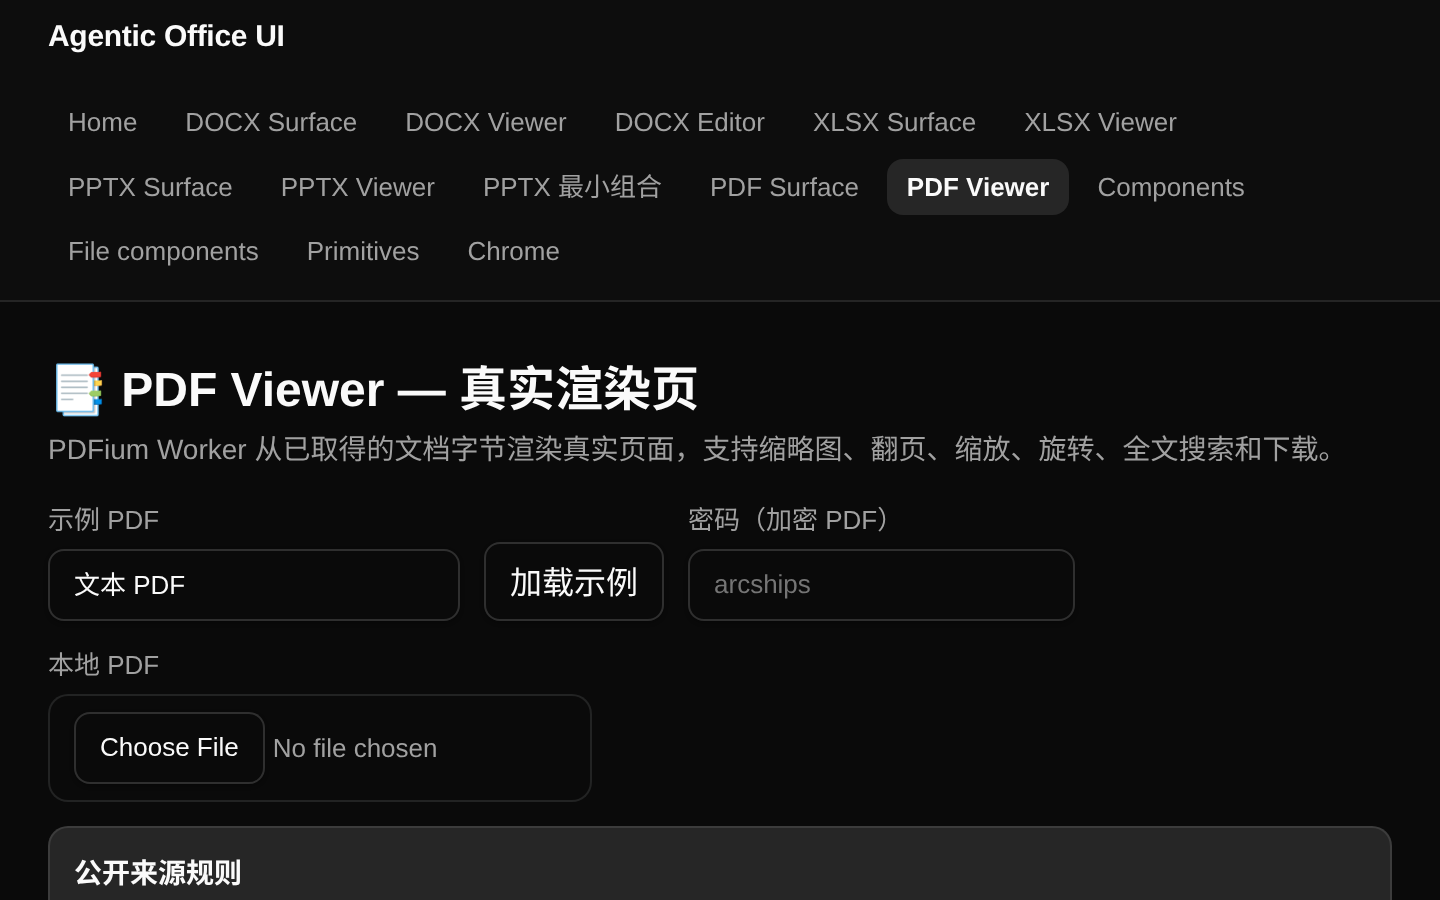 Agentic Office UI
Home DOCX Surface DOCX Viewer DOCX Editor XLSX Surface XLSX Viewer
PPTX Surface PPTX Viewer PPTX 最小组合 PDF Surface PDF Viewer Components
File components Primitives Chrome
PDF Viewer — 真实渲染页
PDFium Worker 从已取得的文档字节渲染真实页面，支持缩略图、翻页、缩放、旋转、全文搜索和下载。
示例 PDF 密码（加密 PDF）
文本 PDF 加载示例 arcships
本地 PDF
Choose File No file chosen
公开来源规则